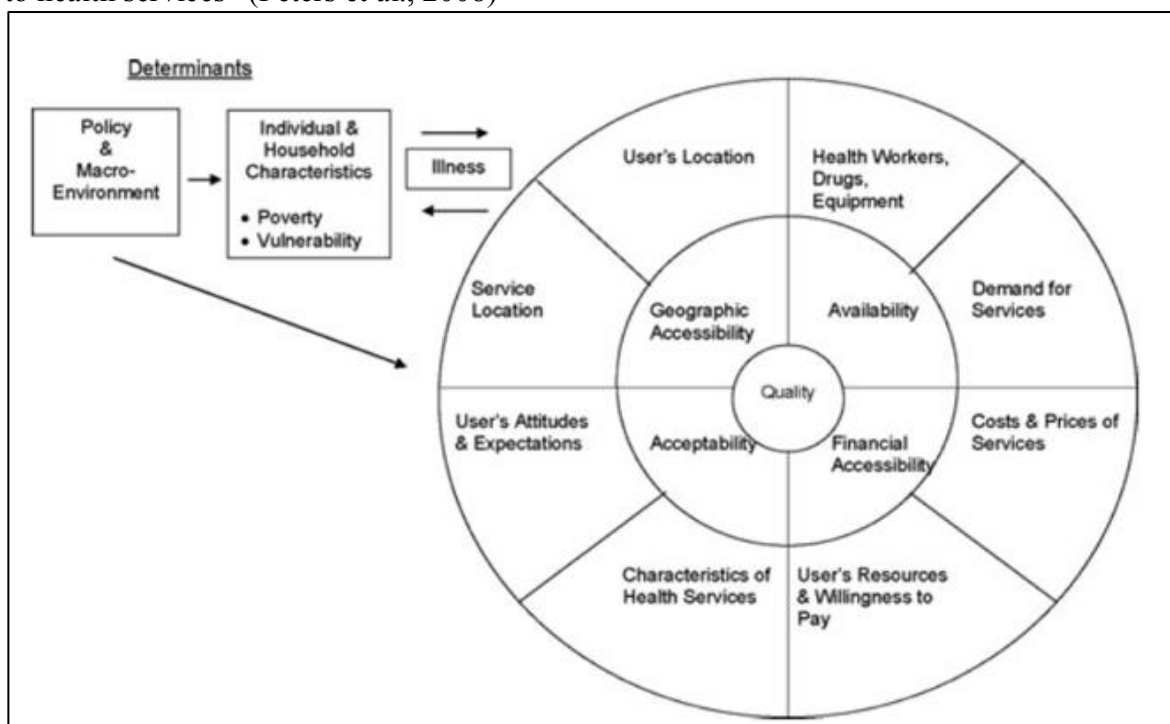 to health services" (Peters et al., 2008)
Determinants
Policy
&
Macro-
Environment
Individual &
Household
Characteristics
• Poverty
• Vulnerability
Illness
User's Location
Health Workers,
Drugs,
Equipment
Service
Location
Geographic
Accessibility
Availability
Demand for
Services
Quality
User's Attitudes
& Expectations
Acceptability
Financial
Accessibility
Costs & Prices of
Services
Characteristics of
Health Services
User's Resources
& Willingness to
Pay